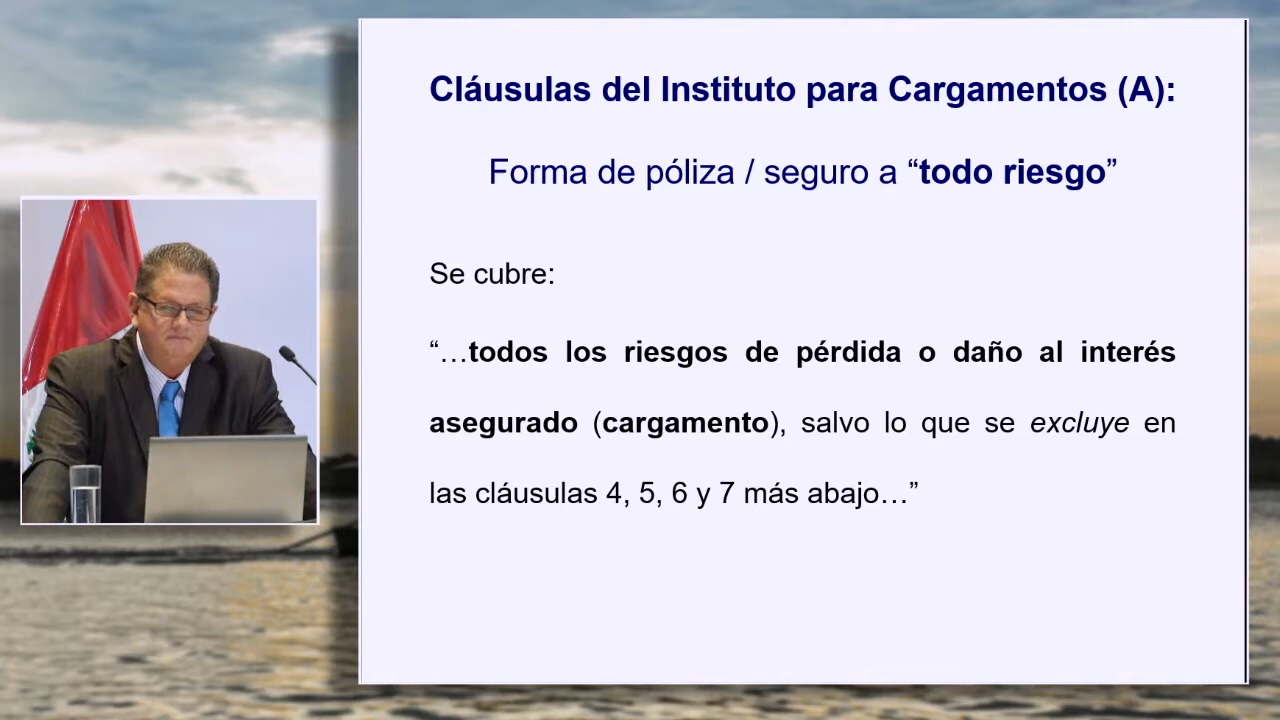 Cláusulas del Instituto para Cargamentos (A):
Forma de póliza / seguro a “todo riesgo”
Se cubre:
“…todos los riesgos de pérdida o daño al interés
asegurado (cargamento), salvo lo que se excluye en
las cláusulas 4, 5, 6 y 7 más abajo…”